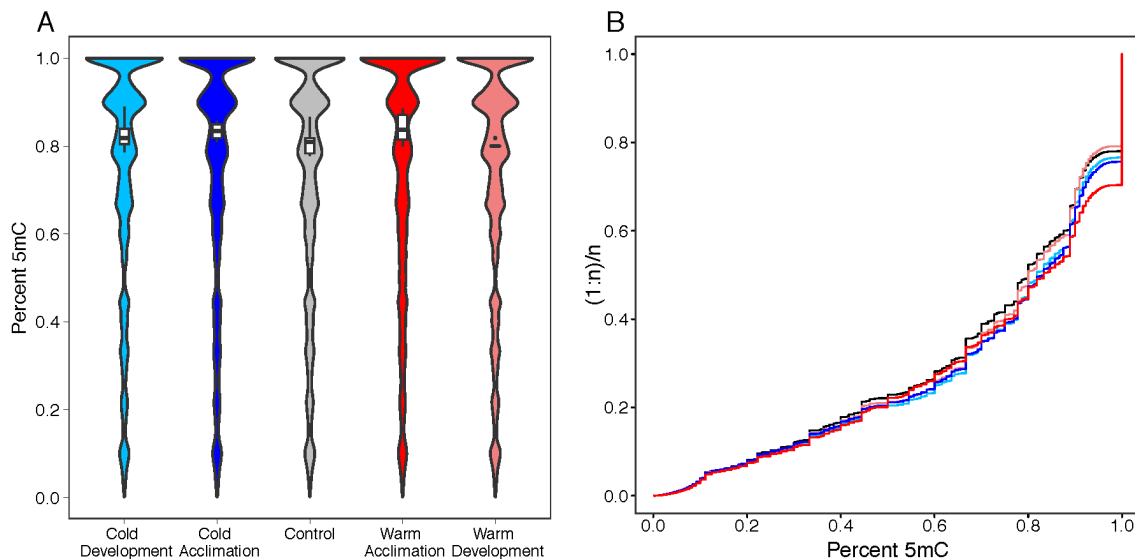 A
Percent 5mC
1.0
0.8
0.6
0.4
0.2
0.0
Cold
Development
Cold
Acclimation
Control
Warm
Acclimation
Warm
Development
B
(1:n)/n
1.0
0.8
0.6
0.4
0.2
0.0
0.0 0.2 0.4 0.6 0.8 1.0
Percent 5mC